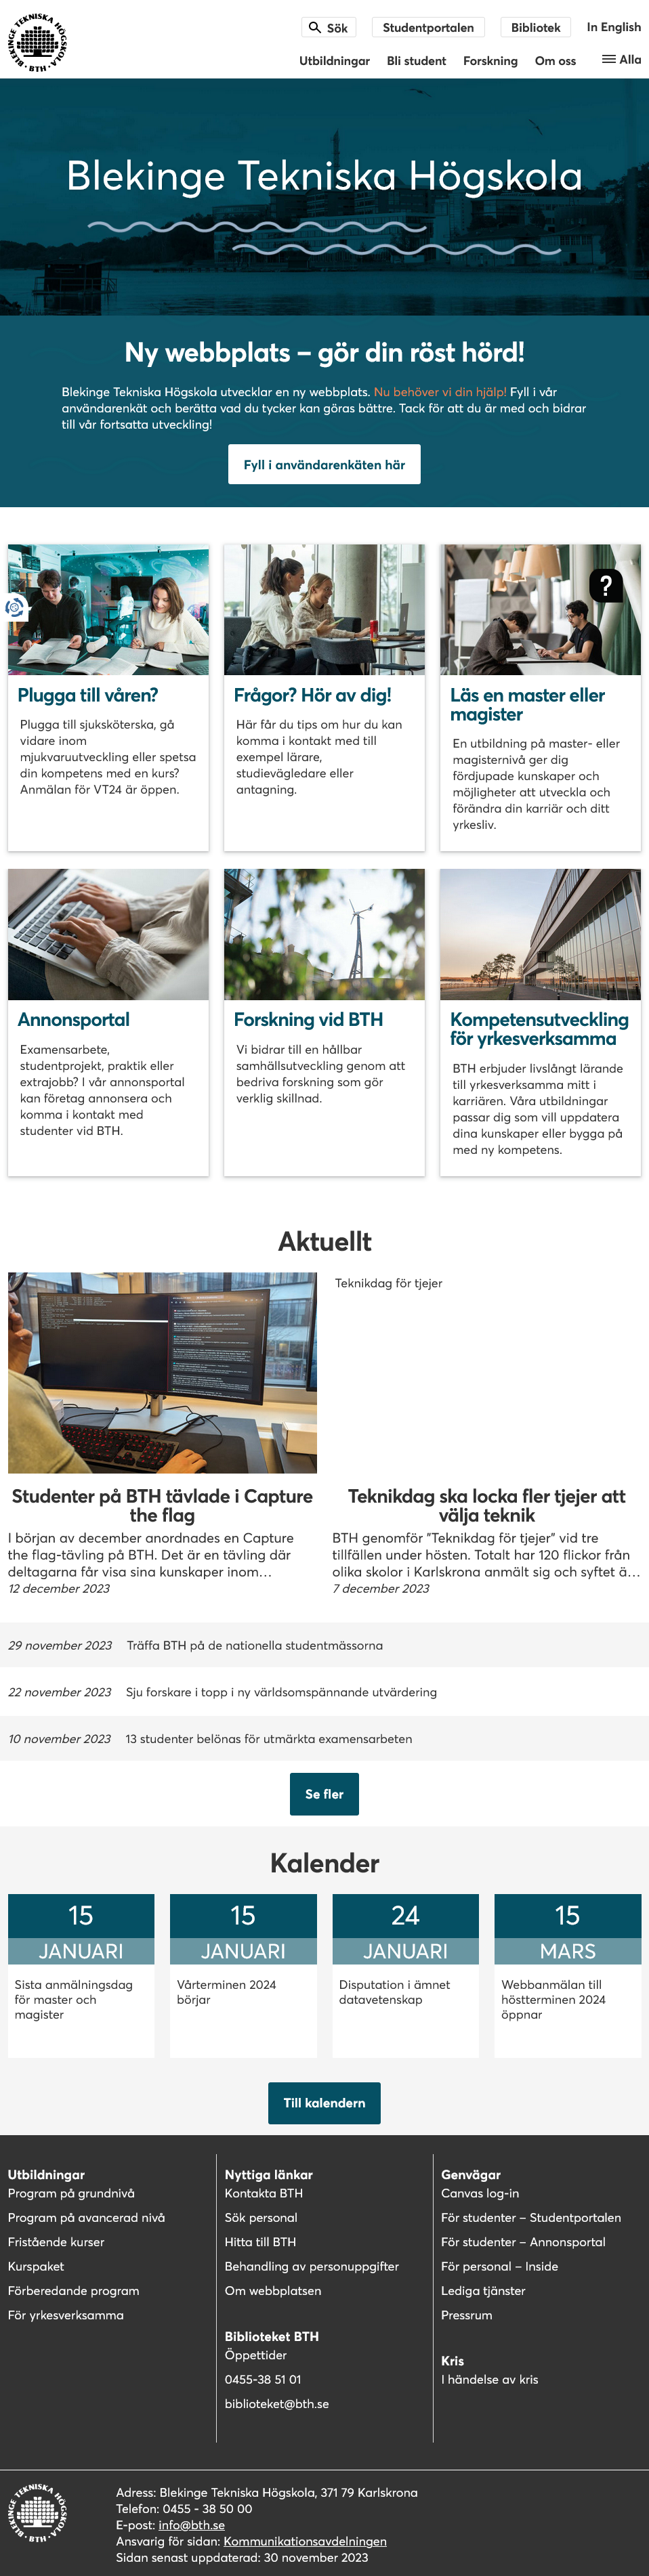 BLEKINGE TEKNISKA HÖGSKOLA · BTH ·
Sök
Studentportalen
Bibliotek
In English
Utbildningar
Bli student
Forskning
Om oss
Alla
Blekinge Tekniska Högskola
Ny webbplats – gör din röst hörd!
Blekinge Tekniska Högskola utvecklar en ny webbplats. Nu behöver vi din hjälp! Fyll i vår
användarenkät och berätta vad du tycker kan göras bättre. Tack för att du är med och bidrar
till vår fortsatta utveckling!
Fyll i användarenkäten här
Plugga till våren?
Plugga till sjuksköterska, gå
vidare inom
mjukvaruutveckling eller spetsa
din kompetens med en kurs?
Anmälan för VT24 är öppen.
Frågor? Hör av dig!
Här får du tips om hur du kan
komma i kontakt med till
exempel lärare,
studievägledare eller
antagning.
?
Läs en master eller
magister
En utbildning på master- eller
magisternivå ger dig
fördjupade kunskaper och
möjligheter att utveckla och
förändra din karriär och ditt
yrkesliv.
Annonsportal
Examensarbete,
studentprojekt, praktik eller
extrajobb? I vår annonsportal
kan företag annonsera och
komma i kontakt med
studenter vid BTH.
Forskning vid BTH
Vi bidrar till en hållbar
samhällsutveckling genom att
bedriva forskning som gör
verklig skillnad.
Kompetensutveckling
för yrkesverksamma
BTH erbjuder livslångt lärande
till yrkesverksamma mitt i
karriären. Våra utbildningar
passar dig som vill uppdatera
dina kunskaper eller bygga på
med ny kompetens.
Aktuellt
Teknikdag för tjejer
Studenter på BTH tävlade i Capture
the flag
I början av december anordnades en Capture
the flag-tävling på BTH. Det är en tävling där
deltagarna får visa sina kunskaper inom…
12 december 2023
Teknikdag ska locka fler tjejer att
välja teknik
BTH genomför ”Teknikdag för tjejer” vid tre
tillfällen under hösten. Totalt har 120 flickor från
olika skolor i Karlskrona anmält sig och syftet ä…
7 december 2023
29 november 2023 Träffa BTH på de nationella studentmässorna
22 november 2023 Sju forskare i topp i ny världsomspännande utvärdering
10 november 2023 13 studenter belönas för utmärkta examensarbeten
Se fler
Kalender
15
JANUARI
Sista anmälningsdag
för master och
magister
15
JANUARI
Vårterminen 2024
börjar
24
JANUARI
Disputation i ämnet
datavetenskap
15
MARS
Webbanmälan till
höstterminen 2024
öppnar
Till kalendern
Utbildningar
Program på grundnivå
Program på avancerad nivå
Fristående kurser
Kurspaket
Förberedande program
För yrkesverksamma
Nyttiga länkar
Kontakta BTH
Sök personal
Hitta till BTH
Behandling av personuppgifter
Om webbplatsen
Biblioteket BTH
Öppettider
0455-38 51 01
biblioteket@bth.se
Genvägar
Canvas log-in
För studenter – Studentportalen
För studenter – Annonsportal
För personal – Inside
Lediga tjänster
Pressrum
Kris
I händelse av kris
BLEKINGE TEKNISKA HÖGSKOLA · BTH ·
Adress: Blekinge Tekniska Högskola, 371 79 Karlskrona
Telefon: 0455 - 38 50 00
E-post: info@bth.se
Ansvarig för sidan: Kommunikationsavdelningen
Sidan senast uppdaterad: 30 november 2023